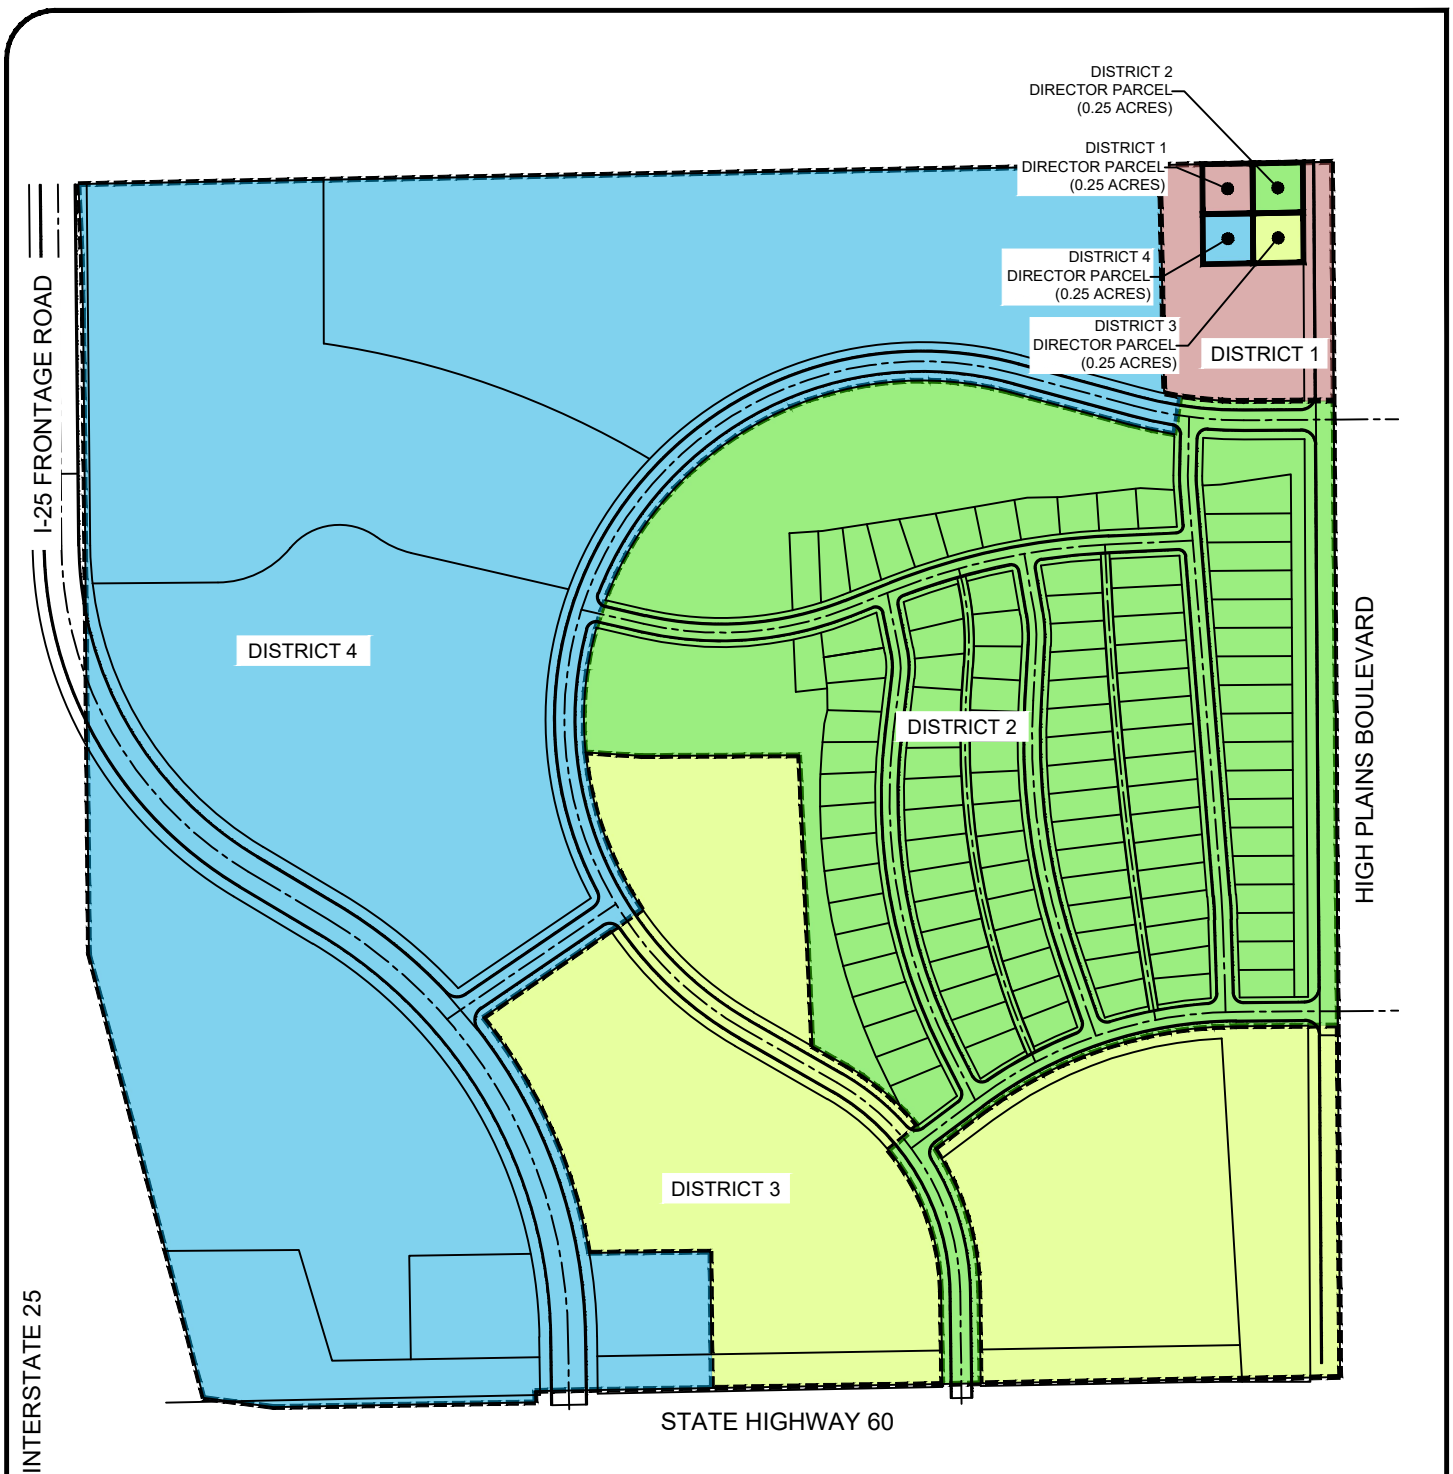 DISTRICT 2
DIRECTOR PARCEL
(0.25 ACRES)
DISTRICT 1
DIRECTOR PARCEL
(0.25 ACRES)
DISTRICT 4
DIRECTOR PARCEL
(0.25 ACRES)
DISTRICT 3
DIRECTOR PARCEL
(0.25 ACRES)
DISTRICT 1
I-25 FRONTAGE ROAD
DISTRICT 4
DISTRICT 2
HIGH PLAINS BOULEVARD
DISTRICT 3
INTERSTATE 25
STATE HIGHWAY 60